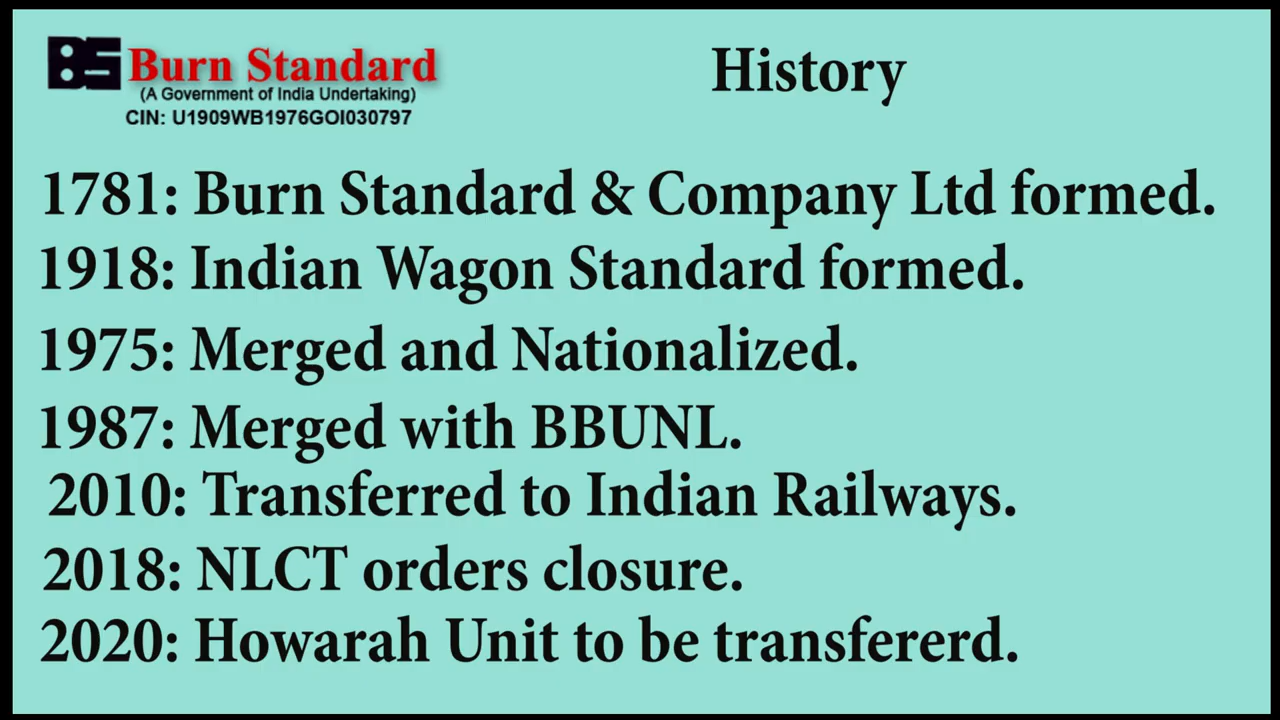 BS Burn Standard
(A Government of India Undertaking)
CIN: U1909WB1976GOI030797
History
1781: Burn Standard & Company Ltd formed.
1918: Indian Wagon Standard formed.
1975: Merged and Nationalized.
1987: Merged with BBUNL.
2010: Transferred to Indian Railways.
2018: NLCT orders closure.
2020: Howarah Unit to be transfererd.